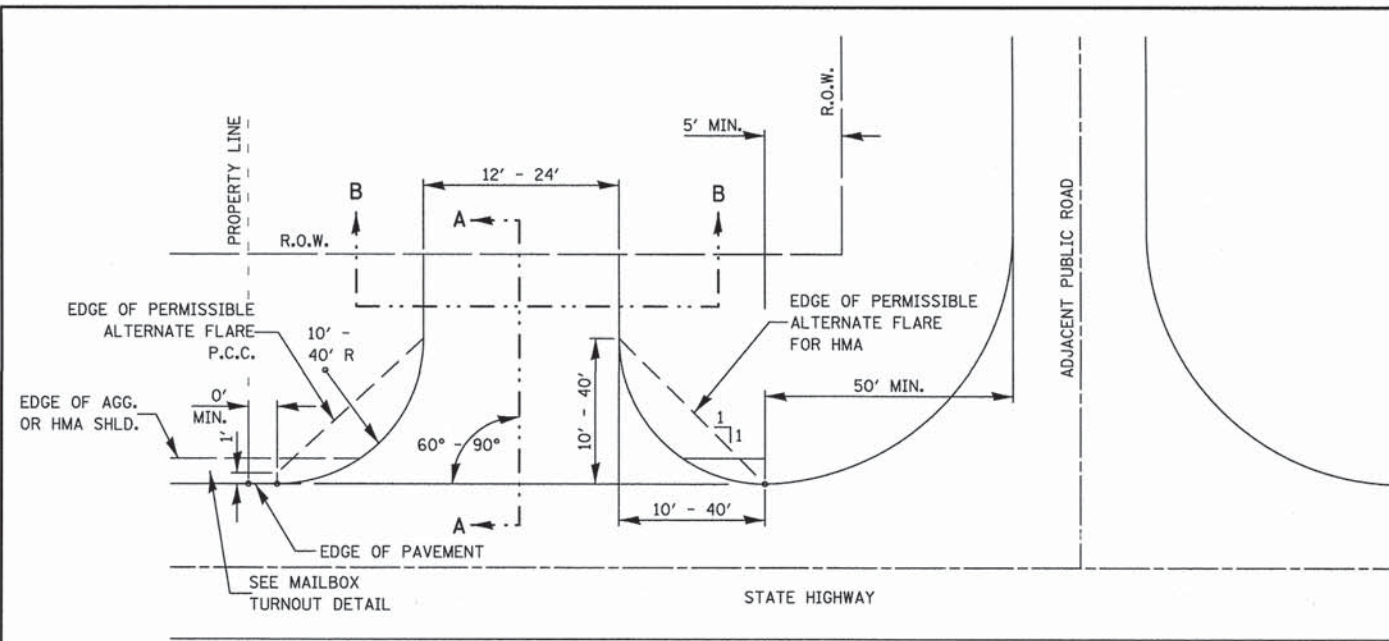 PROPERTY LINE
R.O.W.
R.O.W.
5' MIN.
12' - 24'
B
B
A
EDGE OF PERMISSIBLE
ALTERNATE FLARE
P.C.C.
10' -
40' R
EDGE OF PERMISSIBLE
ALTERNATE FLARE
FOR HMA
ADJACENT PUBLIC ROAD
50' MIN.
EDGE OF AGG.
OR HMA SHLD.
0'
MIN.
1'
60° - 90°
10' - 40'
1
1
10' - 40'
A
EDGE OF PAVEMENT
SEE MAILBOX
TURNOUT DETAIL
STATE HIGHWAY